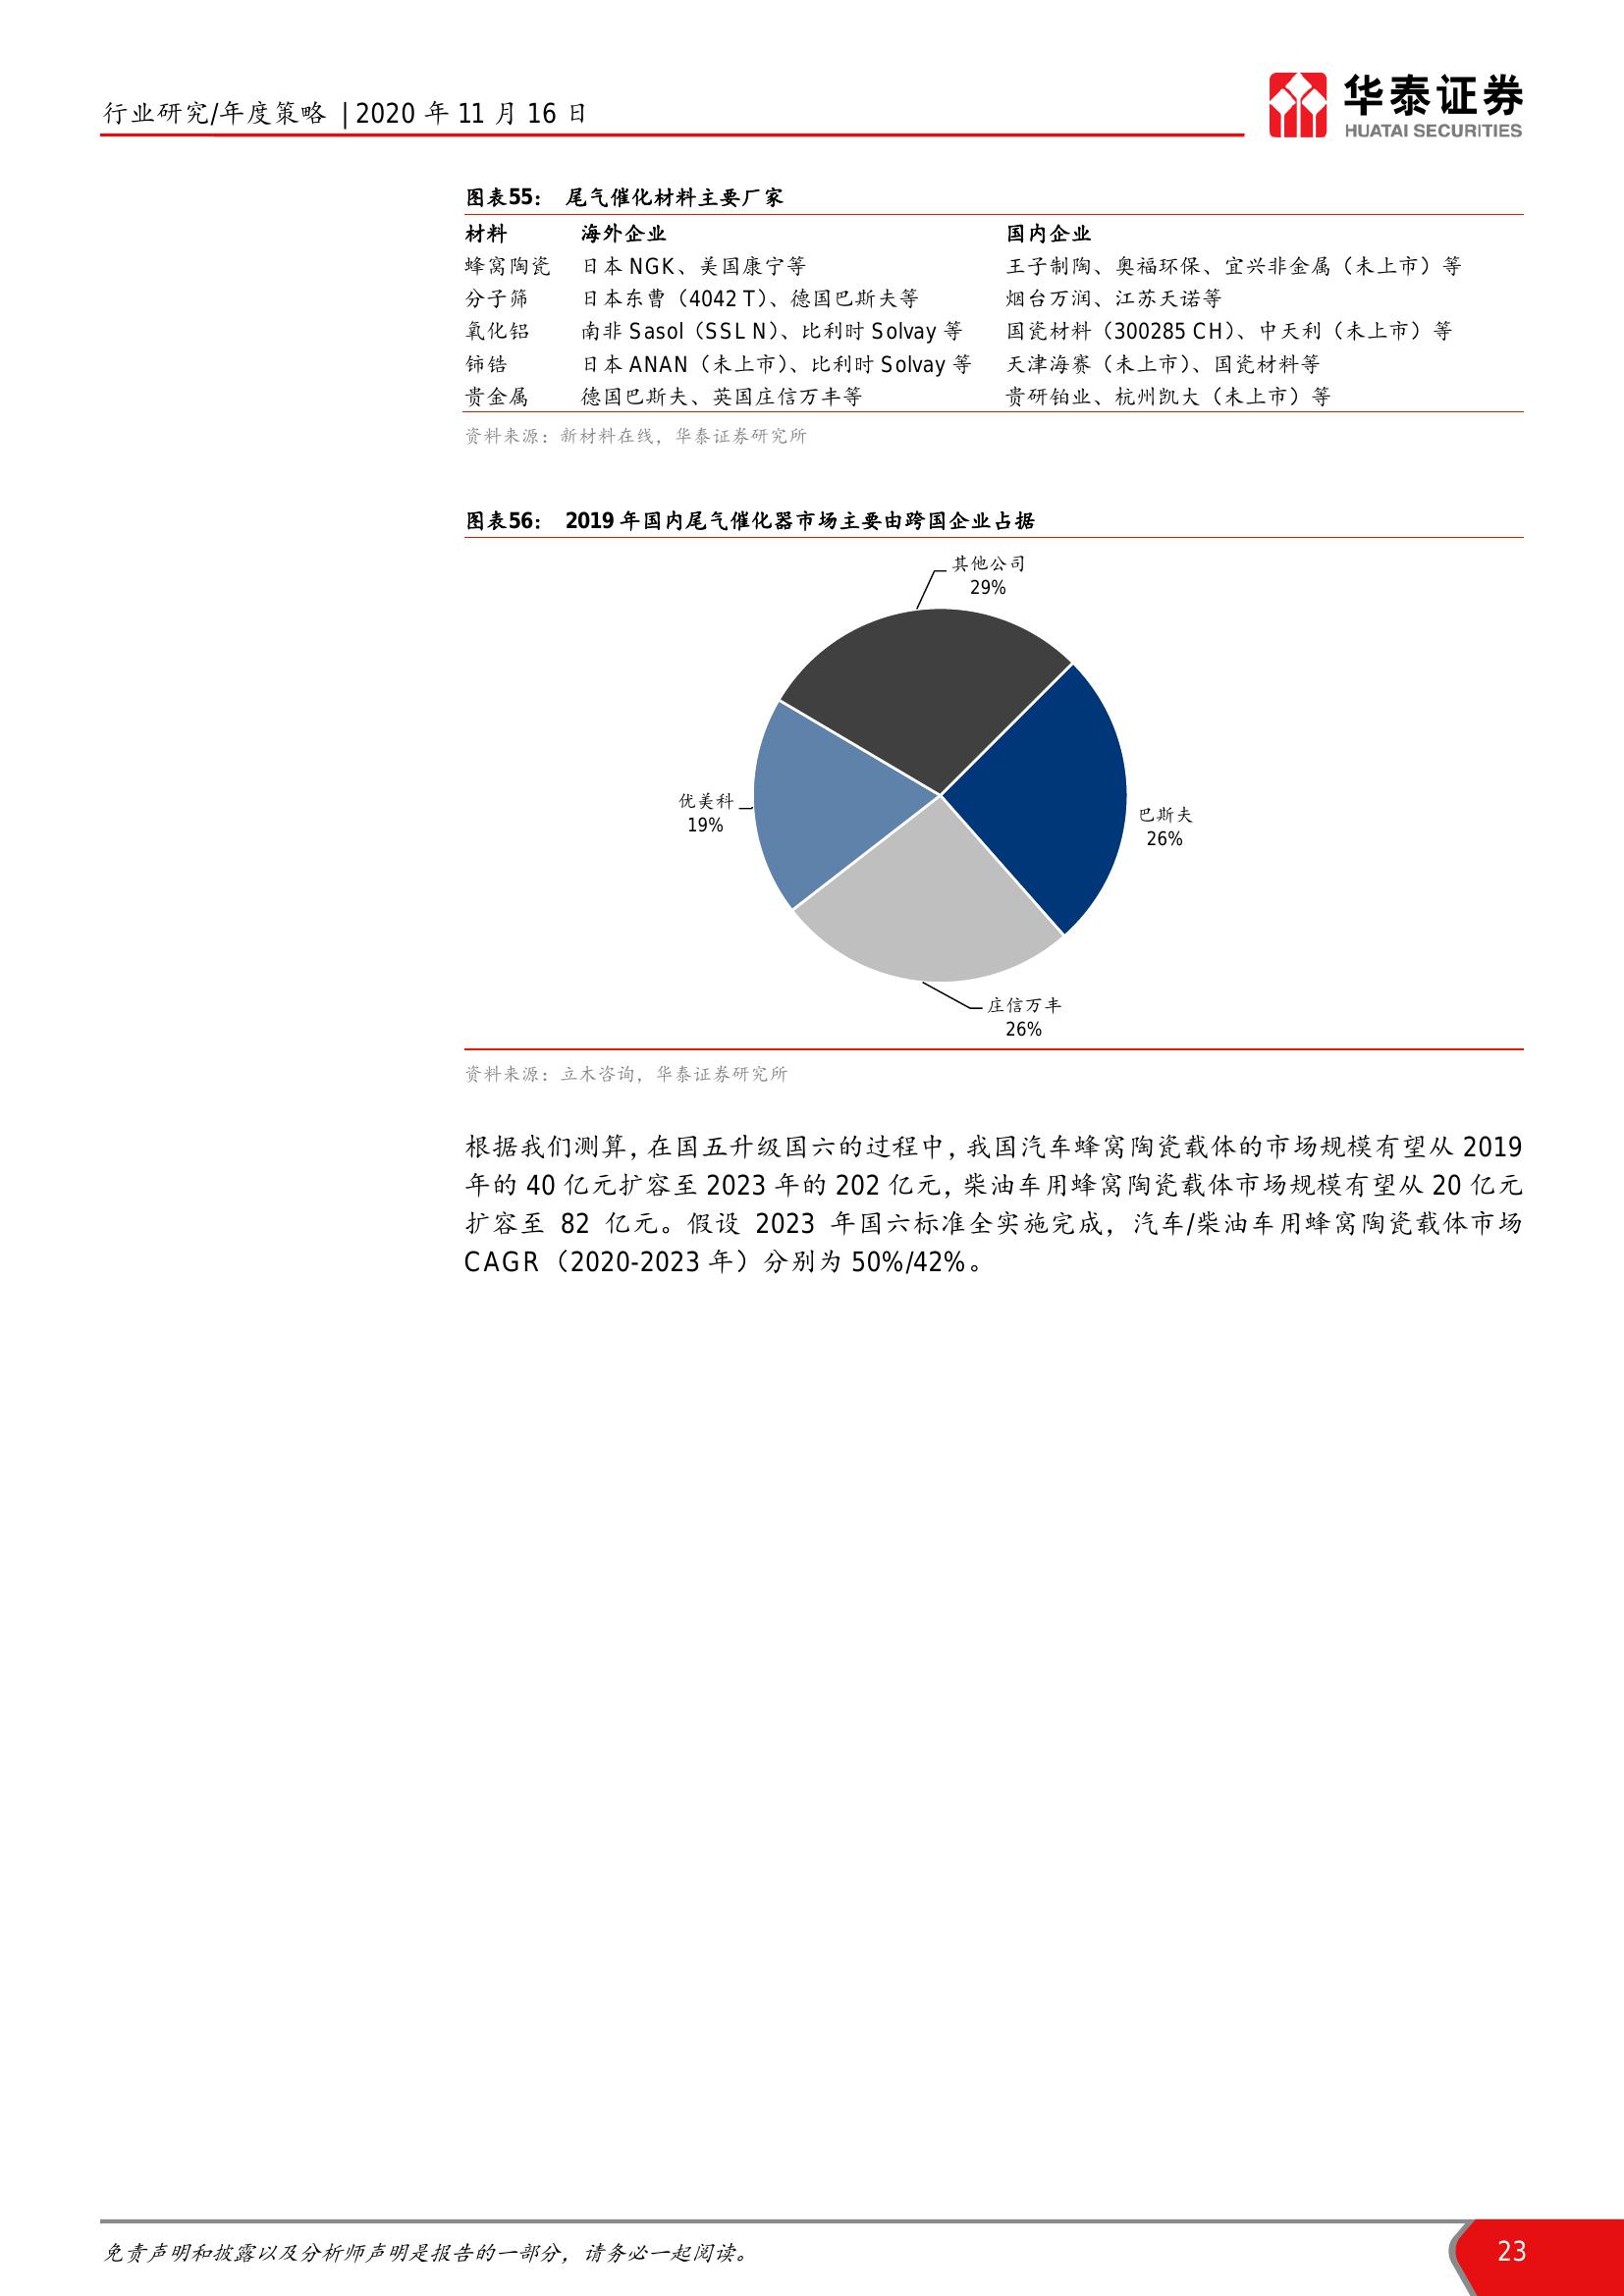 行业研究/年度策略 | 2020 年 11 月 16 日
华泰证券
HUATAI SECURITIES
图表55： 尾气催化材料主要厂家
材料 海外企业 国内企业
蜂窝陶瓷 日本 NGK、美国康宁等 王子制陶、奥福环保、宜兴非金属（未上市）等
分子筛 日本东曹（4042 T）、德国巴斯夫等 烟台万润、江苏天诺等
氧化铝 南非 Sasol（SSL N）、比利时 Solvay 等 国瓷材料（300285 CH）、中天利（未上市）等
铈锆 日本 ANAN（未上市）、比利时 Solvay 等 天津海赛（未上市）、国瓷材料等
贵金属 德国巴斯夫、英国庄信万丰等 贵研铂业、杭州凯大（未上市）等
资料来源：新材料在线，华泰证券研究所
图表56： 2019 年国内尾气催化器市场主要由跨国企业占据
其他公司
29%
优美科
19%
巴斯夫
26%
庄信万丰
26%
资料来源：立木咨询，华泰证券研究所
根据我们测算，在国五升级国六的过程中，我国汽车蜂窝陶瓷载体的市场规模有望从 2019
年的 40 亿元扩容至 2023 年的 202 亿元，柴油车用蜂窝陶瓷载体市场规模有望从 20 亿元
扩容至 82 亿元。假设 2023 年国六标准全实施完成，汽车/柴油车用蜂窝陶瓷载体市场
CAGR（2020-2023 年）分别为 50%/42%。
免责声明和披露以及分析师声明是报告的一部分，请务必一起阅读。
23